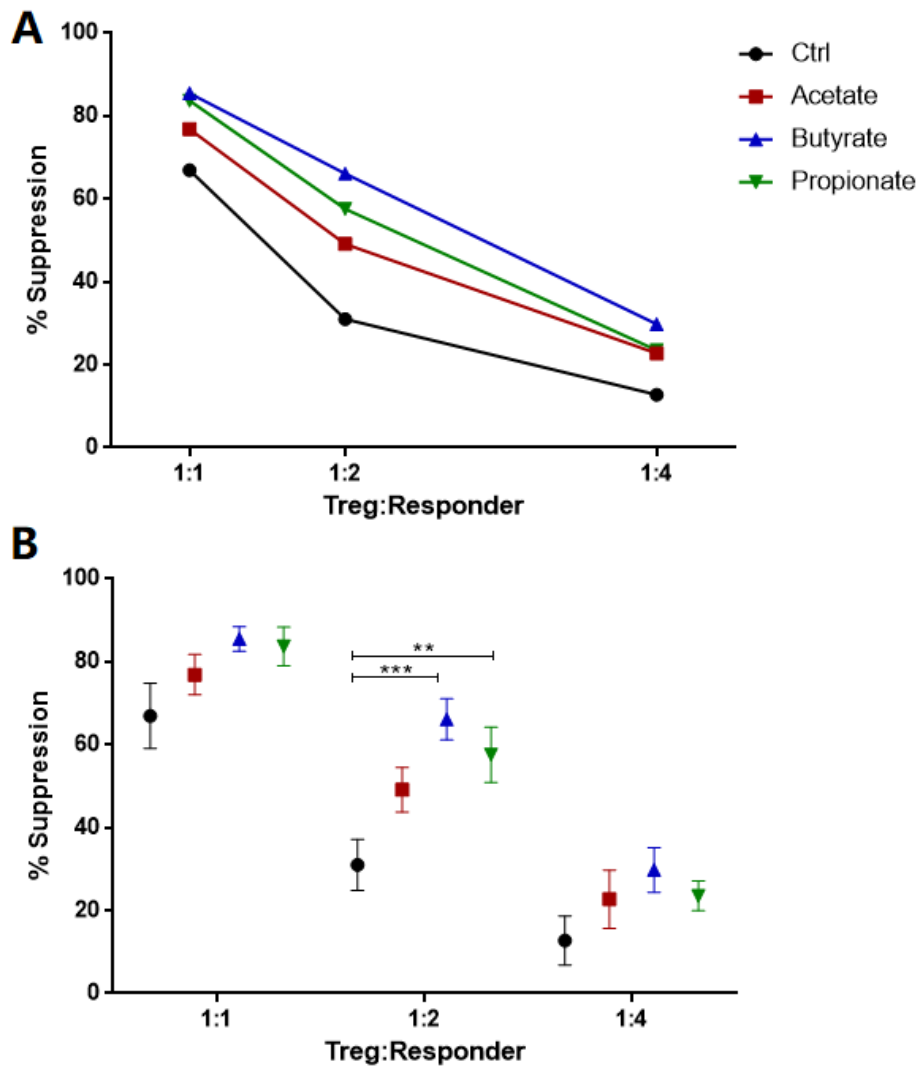 A
100
80
60
40
20
0
% Suppression
1:1 1:2 1:4
Treg:Responder
Ctrl
Acetate
Butyrate
Propionate
B
100
80
60
40
20
0
% Suppression
**
***
1:1 1:2 1:4
Treg:Responder